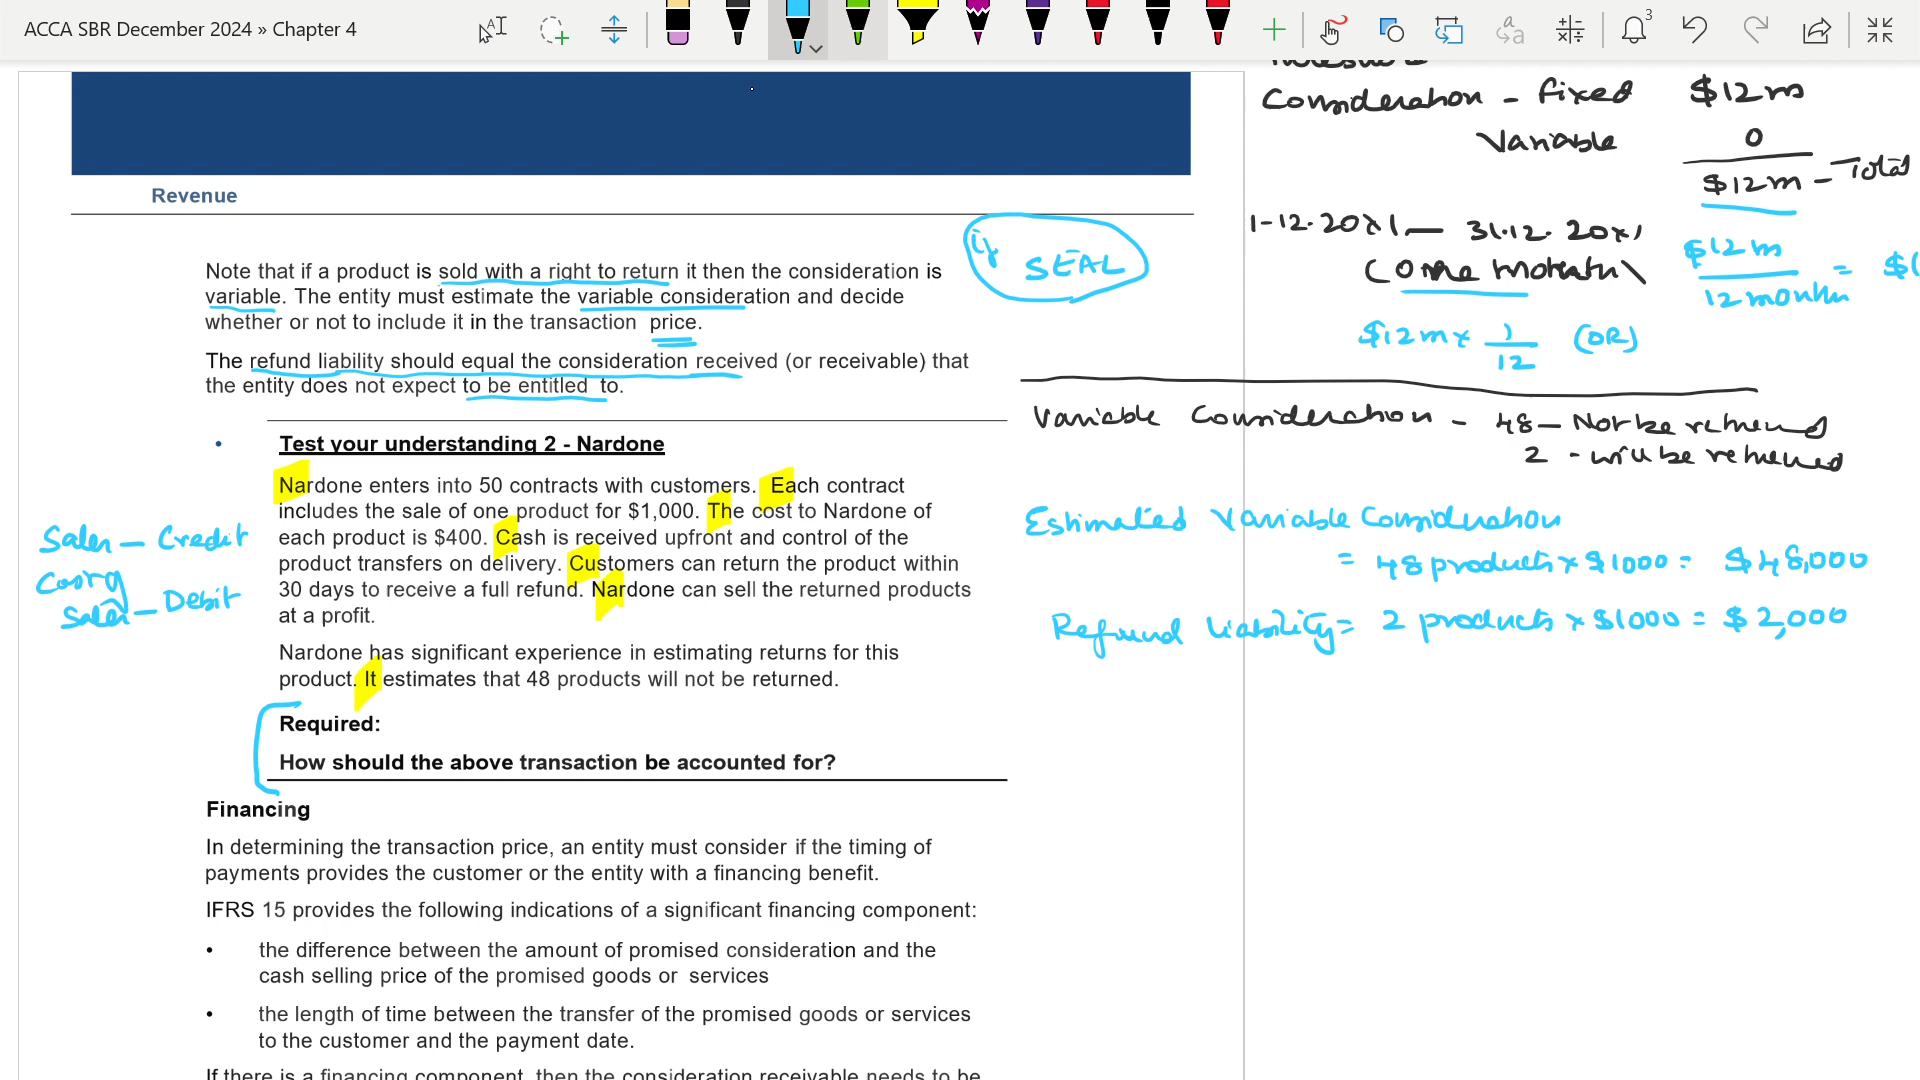 ACCA SBR December 2024 » Chapter 4
3
Consideration - fixed $12m
Variable 0
$12m - Total
Revenue
1-12.20x1 — 31.12.20x1
$12m
12 months
=
$12m x 1/12 (OR)
SEAL
Note that if a product is sold with a right to return it then the consideration is
variable. The entity must estimate the variable consideration and decide
whether or not to include it in the transaction price.
The refund liability should equal the consideration received (or receivable) that
the entity does not expect to be entitled to.
Variable Consideration - 48 — Not be returned
2 - will be returned
• Test your understanding 2 - Nardone
Nardone enters into 50 contracts with customers. Each contract
includes the sale of one product for $1,000. The cost to Nardone of
each product is $400. Cash is received upfront and control of the
product transfers on delivery. Customers can return the product within
30 days to receive a full refund. Nardone can sell the returned products
at a profit.
Nardone has significant experience in estimating returns for this
product. It estimates that 48 products will not be returned.
Required:
How should the above transaction be accounted for?
Sales — Credit
Sales — Debit
Estimated Variable Consideration
= 48 products x $1000 = $48,000
Refund liability = 2 products x $1000 = $2,000
Financing
In determining the transaction price, an entity must consider if the timing of
payments provides the customer or the entity with a financing benefit.
IFRS 15 provides the following indications of a significant financing component:
• the difference between the amount of promised consideration and the
cash selling price of the promised goods or services
• the length of time between the transfer of the promised goods or services
to the customer and the payment date.
If there is a financing component, then the consideration receivable needs to be